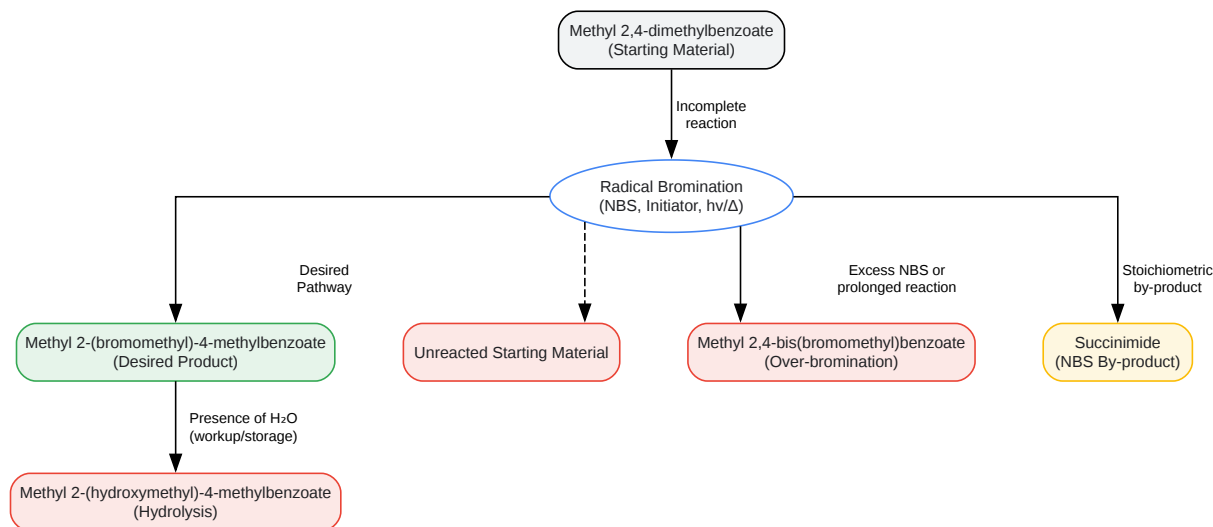 Methyl 2,4-dimethylbenzoate
(Starting Material)
Incomplete
reaction
Radical Bromination
(NBS, Initiator, hν/Δ)
Desired
Pathway
Excess NBS or
prolonged reaction
Stoichiometric
by-product
Methyl 2-(bromomethyl)-4-methylbenzoate
(Desired Product)
Unreacted Starting Material
Methyl 2,4-bis(bromomethyl)benzoate
(Over-bromination)
Succinimide
(NBS By-product)
Presence of H₂O
(workup/storage)
Methyl 2-(hydroxymethyl)-4-methylbenzoate
(Hydrolysis)